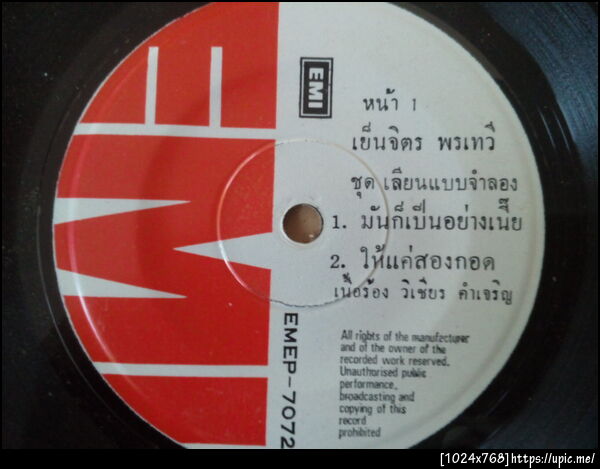 EMI
EMI
หน้า 1
เย็นจิตร พรเทวี
ชุด เลียนแบบจำลอง
1. มันก็เป็นอย่างเนี๊ย
2. ให้แค่สองกอด
เนื้อร้อง วิเชียร คำเจริญ
EMEP-7072
All rights of the manufacturer
and of the owner of the
recorded work reserved.
Unauthorised public
performance,
broadcasting and
copying of this
record
prohibited
[1024x768]https://upic.me/